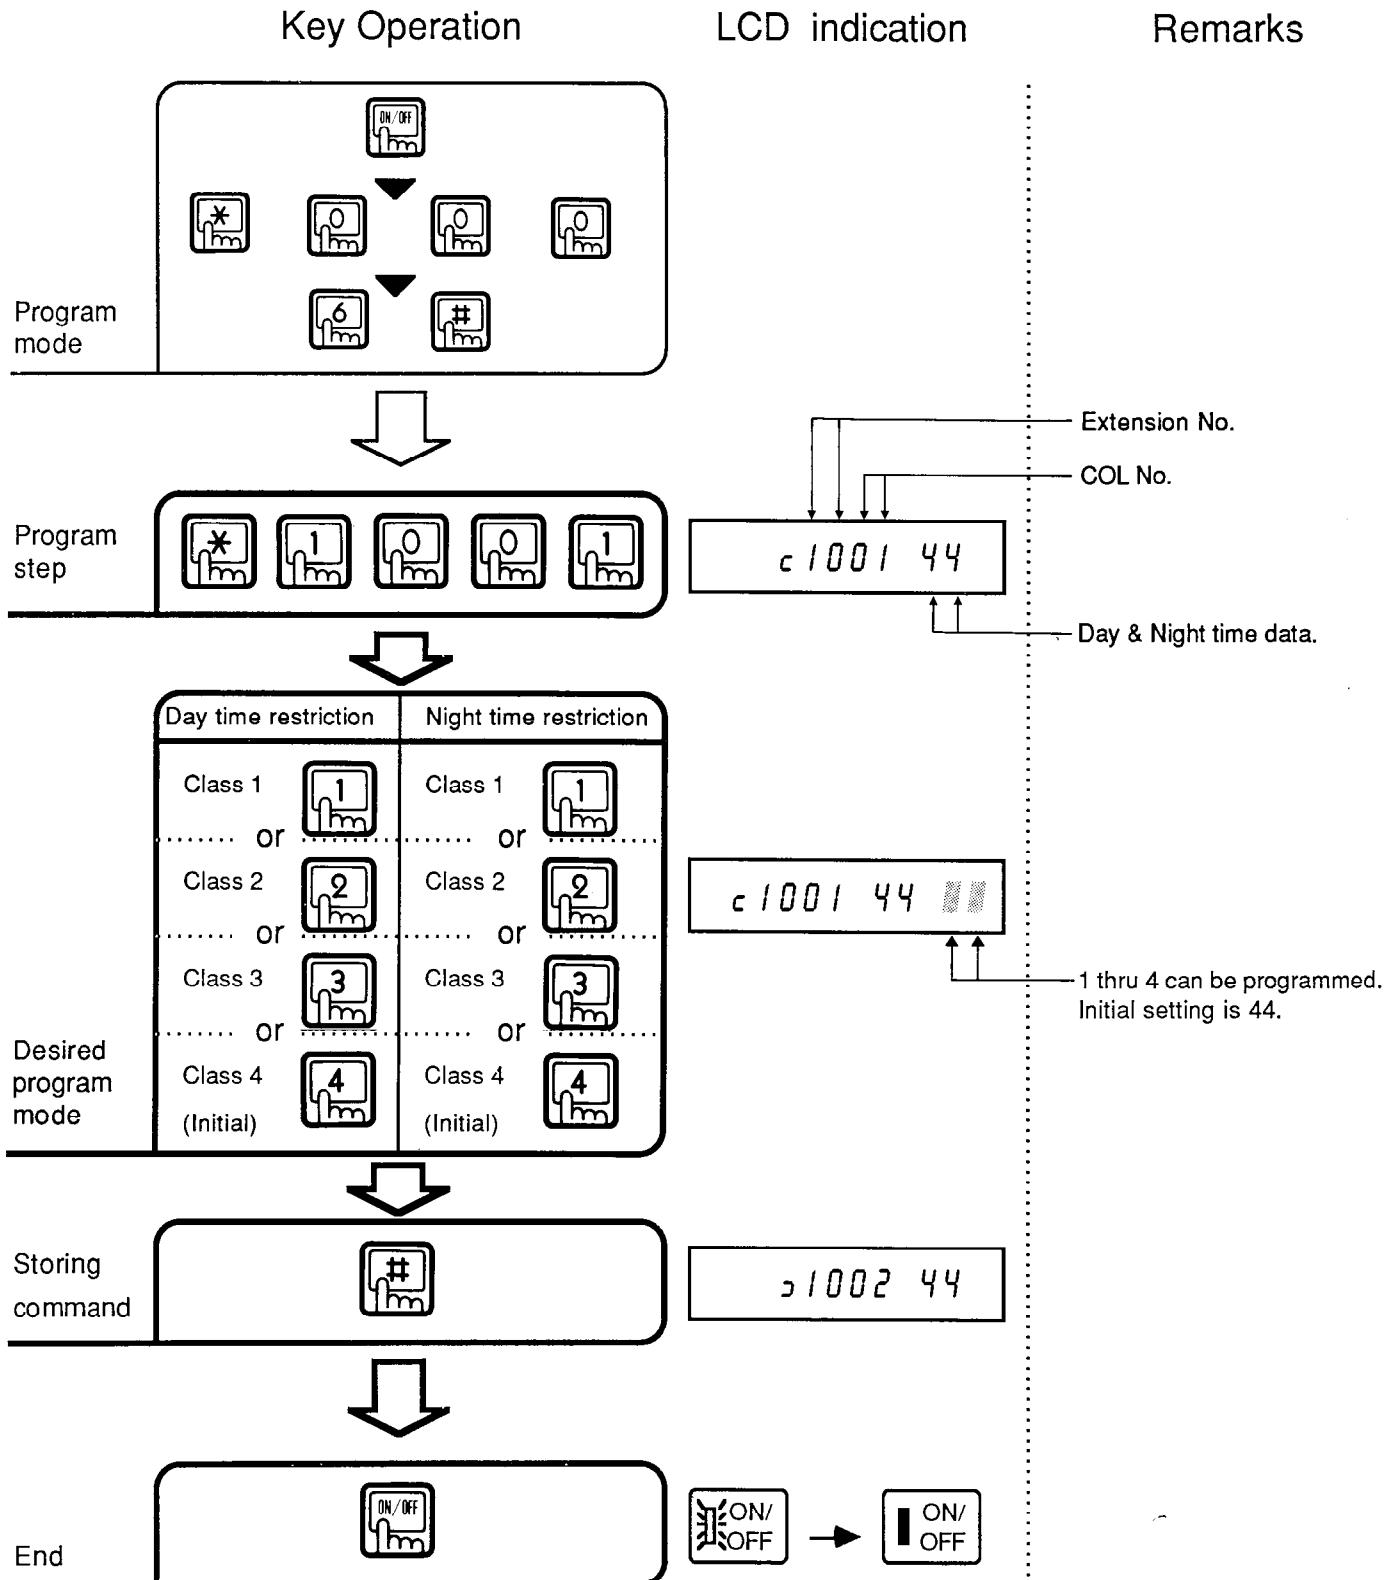 Key Operation
LCD indication
Remarks
ON/OFF
* 0 0 0
6 #
Program
mode
Extension No.
COL No.
Program
step
* 1 0 0 1
c1001 44
Day & Night time data.
Day time restriction
Night time restriction
Class 1 1 Class 1 1
or or
Class 2 2 Class 2 2
or or
Class 3 3 Class 3 3
or or
Class 4 4 Class 4 4
(Initial) (Initial)
c1001 44
1 thru 4 can be programmed.
Initial setting is 44.
Desired
program
mode
Storing
command
#
ɔ1002 44
End
ON/OFF
ON/
OFF
ON/
OFF